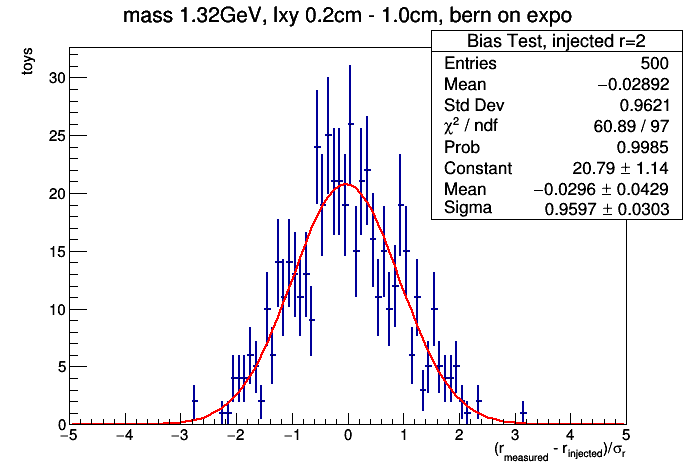 mass 1.32GeV, lxy 0.2cm - 1.0cm, bern on expo
Bias Test, injected r=2
Entries 500
Mean −0.02892
Std Dev 0.9621
χ² / ndf 60.89 / 97
Prob 0.9985
Constant 20.79 ± 1.14
Mean −0.0296 ± 0.0429
Sigma 0.9597 ± 0.0303
toys
30
25
20
15
10
5
0
−5 −4 −3 −2 −1 0 1 2 3 4 5
(r_measured - r_injected)/σ_r